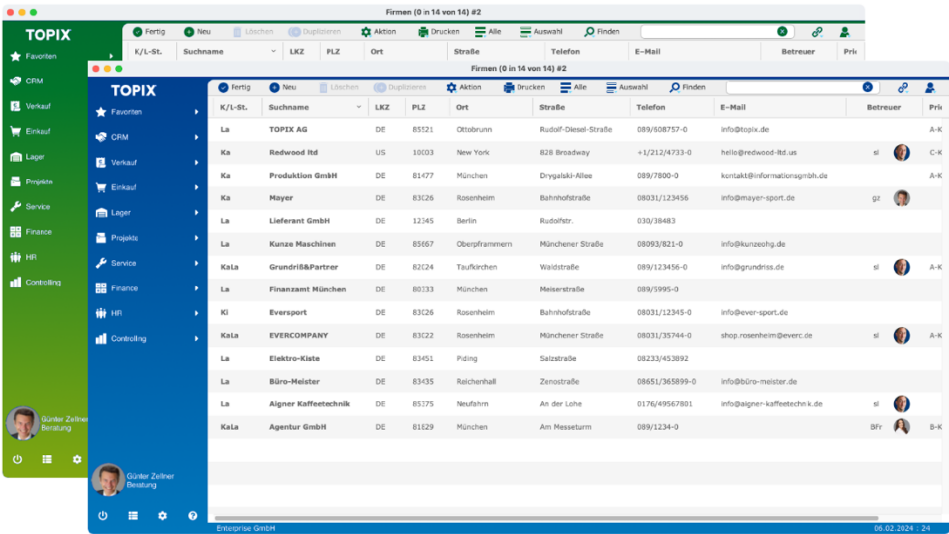 Firmen (0 in 14 von 14) #2
TOPIX
Fertig Neu Löschen Duplizieren Aktion Drucken Alle Auswahl Finden
K/L-St. Suchname LKZ PLZ Ort Straße Telefon E-Mail Betreuer
Favoriten
CRM
Verkauf
Einkauf
Lager
Projekte
Service
Finance
HR
Controlling
Günter Zellner
Beratung
Firmen (0 in 14 von 14) #2
TOPIX
Fertig Neu Löschen Duplizieren Aktion Drucken Alle Auswahl Finden
Favoriten
CRM
Verkauf
Einkauf
Lager
Projekte
Service
Finance
HR
Controlling
Günter Zellner
Beratung
K/L-St. Suchname LKZ PLZ Ort Straße Telefon E-Mail Betreuer
La TOPIX AG DE 85521 Ottobrunn Rudolf-Diesel-Straße 089/608757-0 info@topix.de A-K
Ka Redwood ltd US 10003 New York 828 Broadway +1/212/4733-0 hello@redwood-ltd.us sl C-K
Ka Produktion GmkH DE 81477 München Drygalski-Allee 089/7800-0 kontakt@informationsgmbh.de A-K
Ka Mayer DE 83026 Rosenheim Bahnhofstraße 08031/123456 info@mayer-sport.de gz
La Lieferant GmbH DE 12345 Berlin Rudolfstr. 030/38483
La Kunze Maschinen DE 85667 Oberpframmern Münchener Straße 08093/821-0 info@kunzeohg.de
KaLa Grundriß&Partner DE 82024 Taufkirchen Waldstraße 089/123456-0 info@grundriss.de sl A-K
La Finanzamt München DE 80333 München Meiserstraße 089/5995-0
Ki Eversport DE 83026 Rosenheim Bahnhofstraße 08031/12345-0 info@ever-sport.de
KaLa EVERCOMPANY DE 83022 Rosenheim Münchener Straße 08031/35744-0 shop.rosenheim@everc.de sl A-K
La Elektro-Kiste DE 83451 Piding Salzstraße 08233/453892
La Büro-Meister DE 83435 Reichenhall Zenostraße 08651/365899-0 info@büro-meister.de
La Aigner Kaffeetechnik DE 85375 Neufahrn An der Lohe 0176/49567801 info@aigner-kaffeetechnik.de sl
KaLa Agentur GmbH DE 81829 München Am Messeturm 089/1234-0 BFr B-K
Enterprise GmbH 06.02.2024 : 24